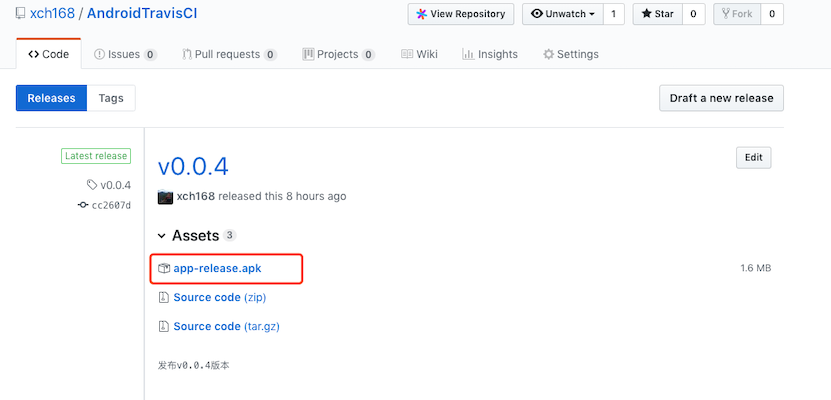 xch168 / AndroidTravisCI
View Repository Unwatch 1 Star 0 Fork 0
Code Issues 0 Pull requests 0 Projects 0 Wiki Insights Settings
Releases Tags Draft a new release
Latest release
v0.0.4
cc2607d
v0.0.4 Edit
xch168 released this 8 hours ago
Assets 3
app-release.apk 1.6 MB
Source code (zip)
Source code (tar.gz)
发布v0.0.4版本